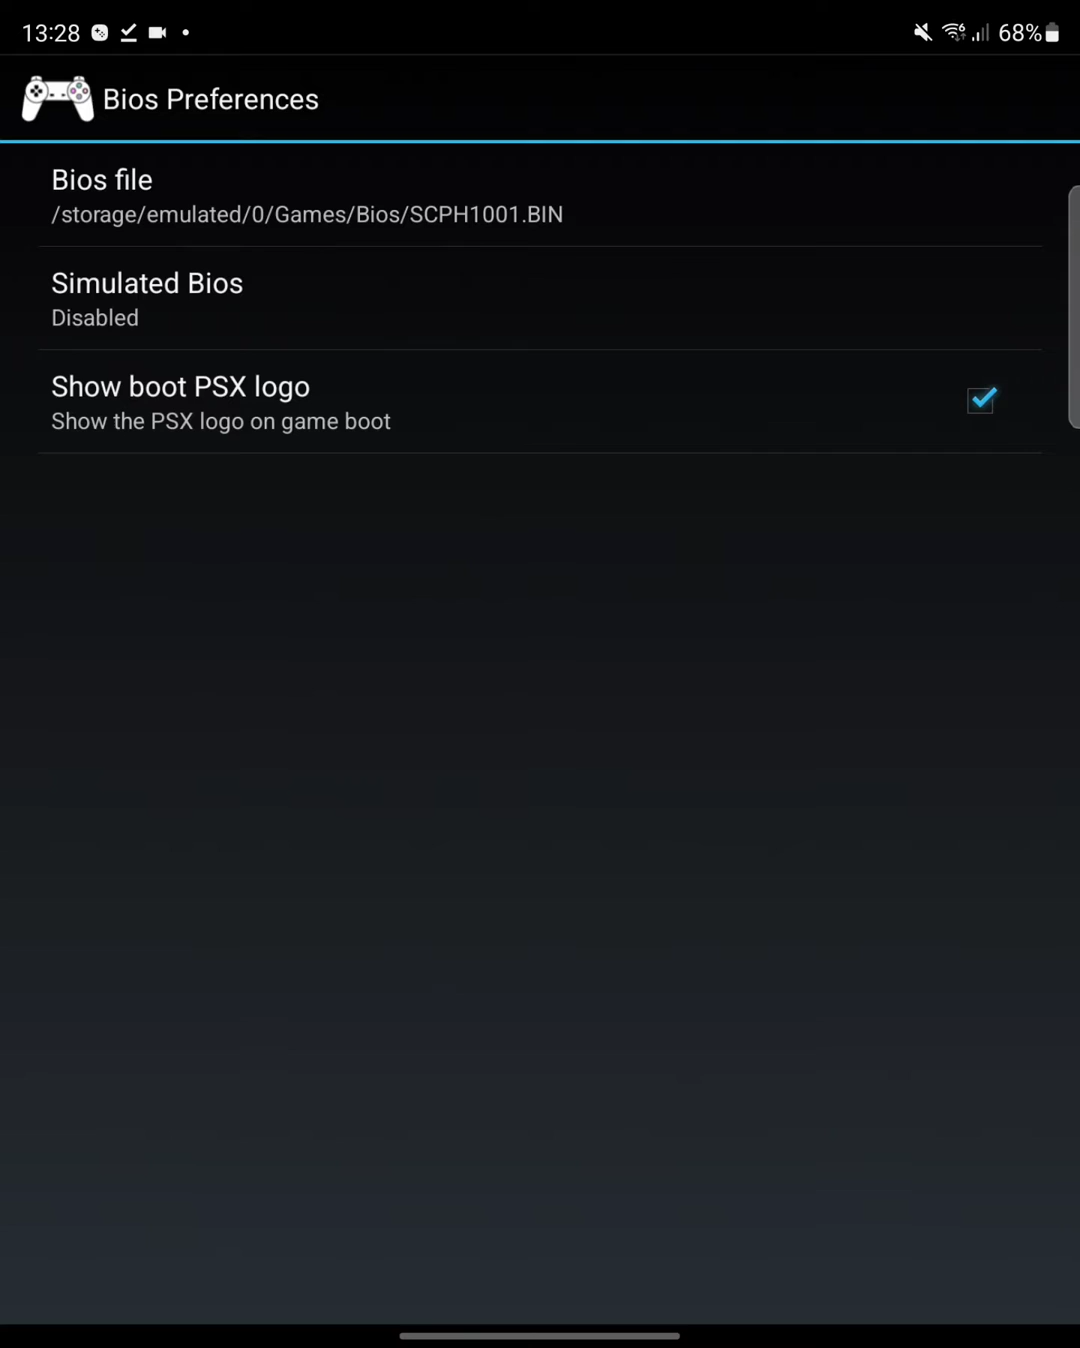 13:28
68%
Bios Preferences
Bios file
/storage/emulated/0/Games/Bios/SCPH1001.BIN
Simulated Bios
Disabled
Show boot PSX logo
Show the PSX logo on game boot